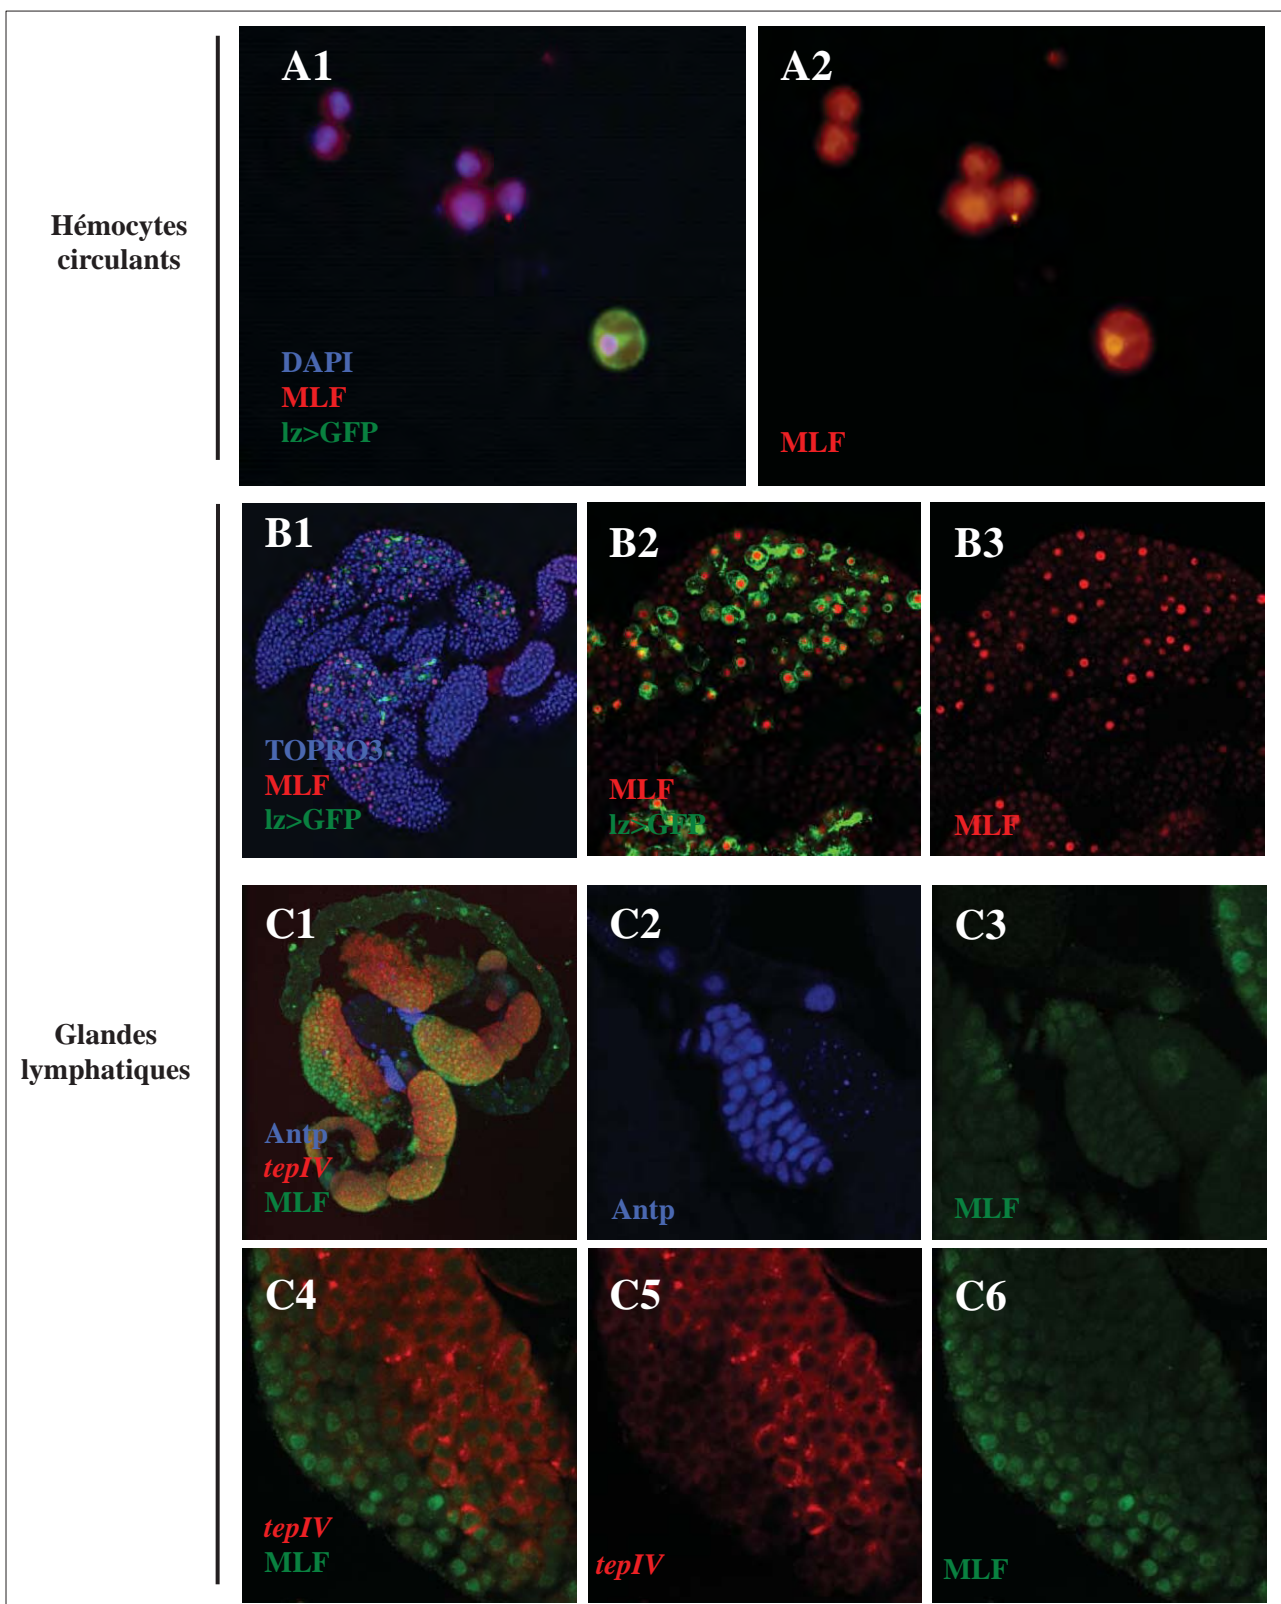 Hémocytes
circulants
A1
DAPI
MLF
lz>GFP
A2
MLF
Glandes
lymphatiques
B1
TOPRO3
MLF
lz>GFP
B2
MLF
lz>GFP
B3
MLF
C1
Antp
tepIV
MLF
C2
Antp
C3
MLF
C4
tepIV
MLF
C5
tepIV
C6
MLF